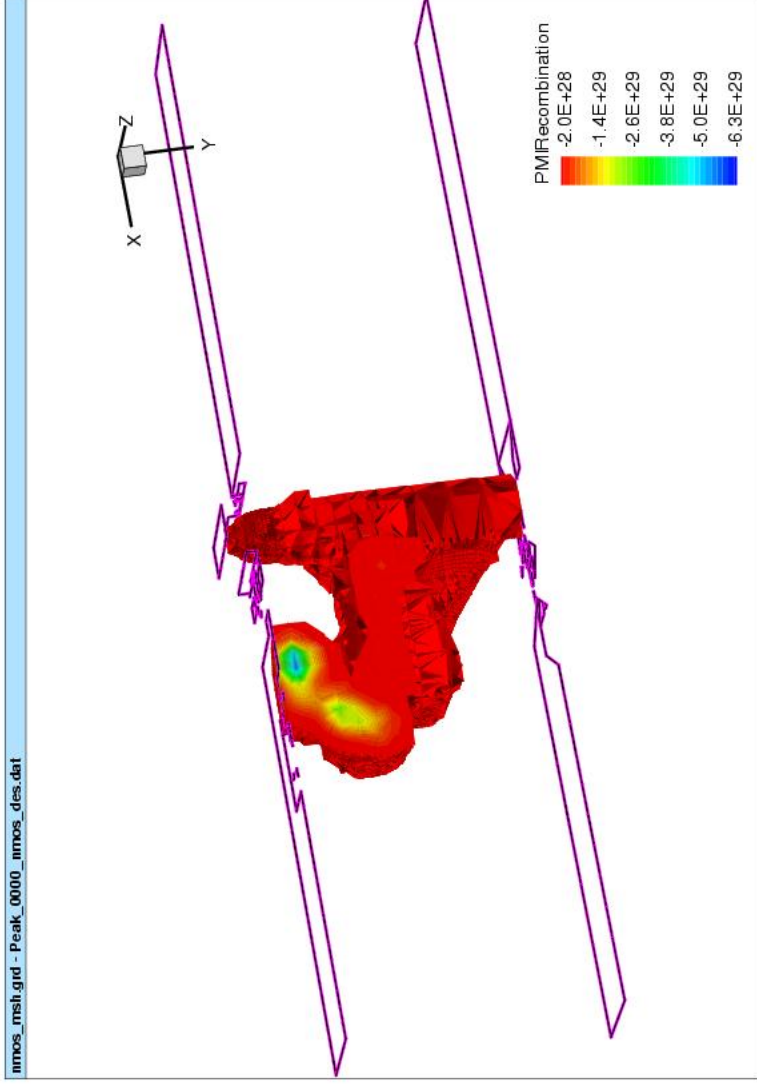 nmos_msh.grd - Peak_0000_nmos_des.dat
X
Z
Y
PMIRecombination
-2.0E+28
-1.4E+29
-2.6E+29
-3.8E+29
-5.0E+29
-6.3E+29